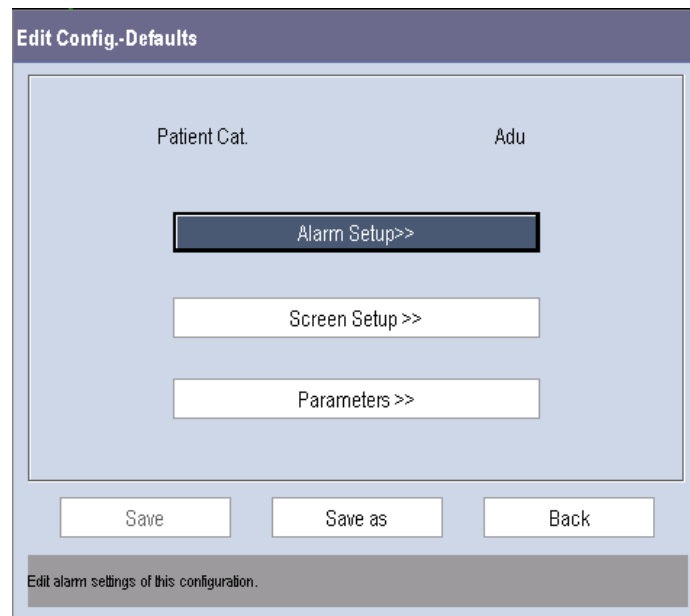 Edit Config.-Defaults
Patient Cat. Adu
Alarm Setup>>
Screen Setup >>
Parameters >>
Save Save as Back
Edit alarm settings of this configuration.